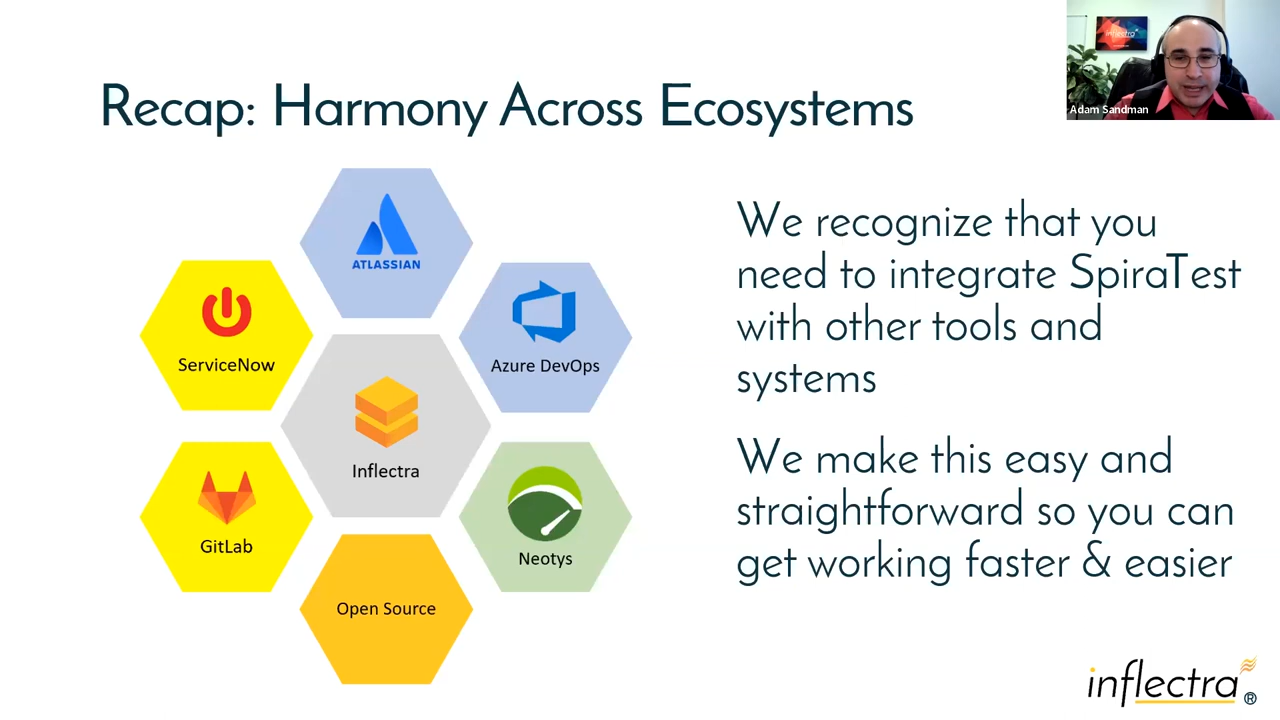 Recap: Harmony Across Ecosystems
inflectra
Adam Sandman
ATLASSIAN
ServiceNow
Azure DevOps
Inflectra
GitLab
Neotys
Open Source
We recognize that you
need to integrate SpiraTest
with other tools and
systems
We make this easy and
straightforward so you can
get working faster & easier
inflectra®